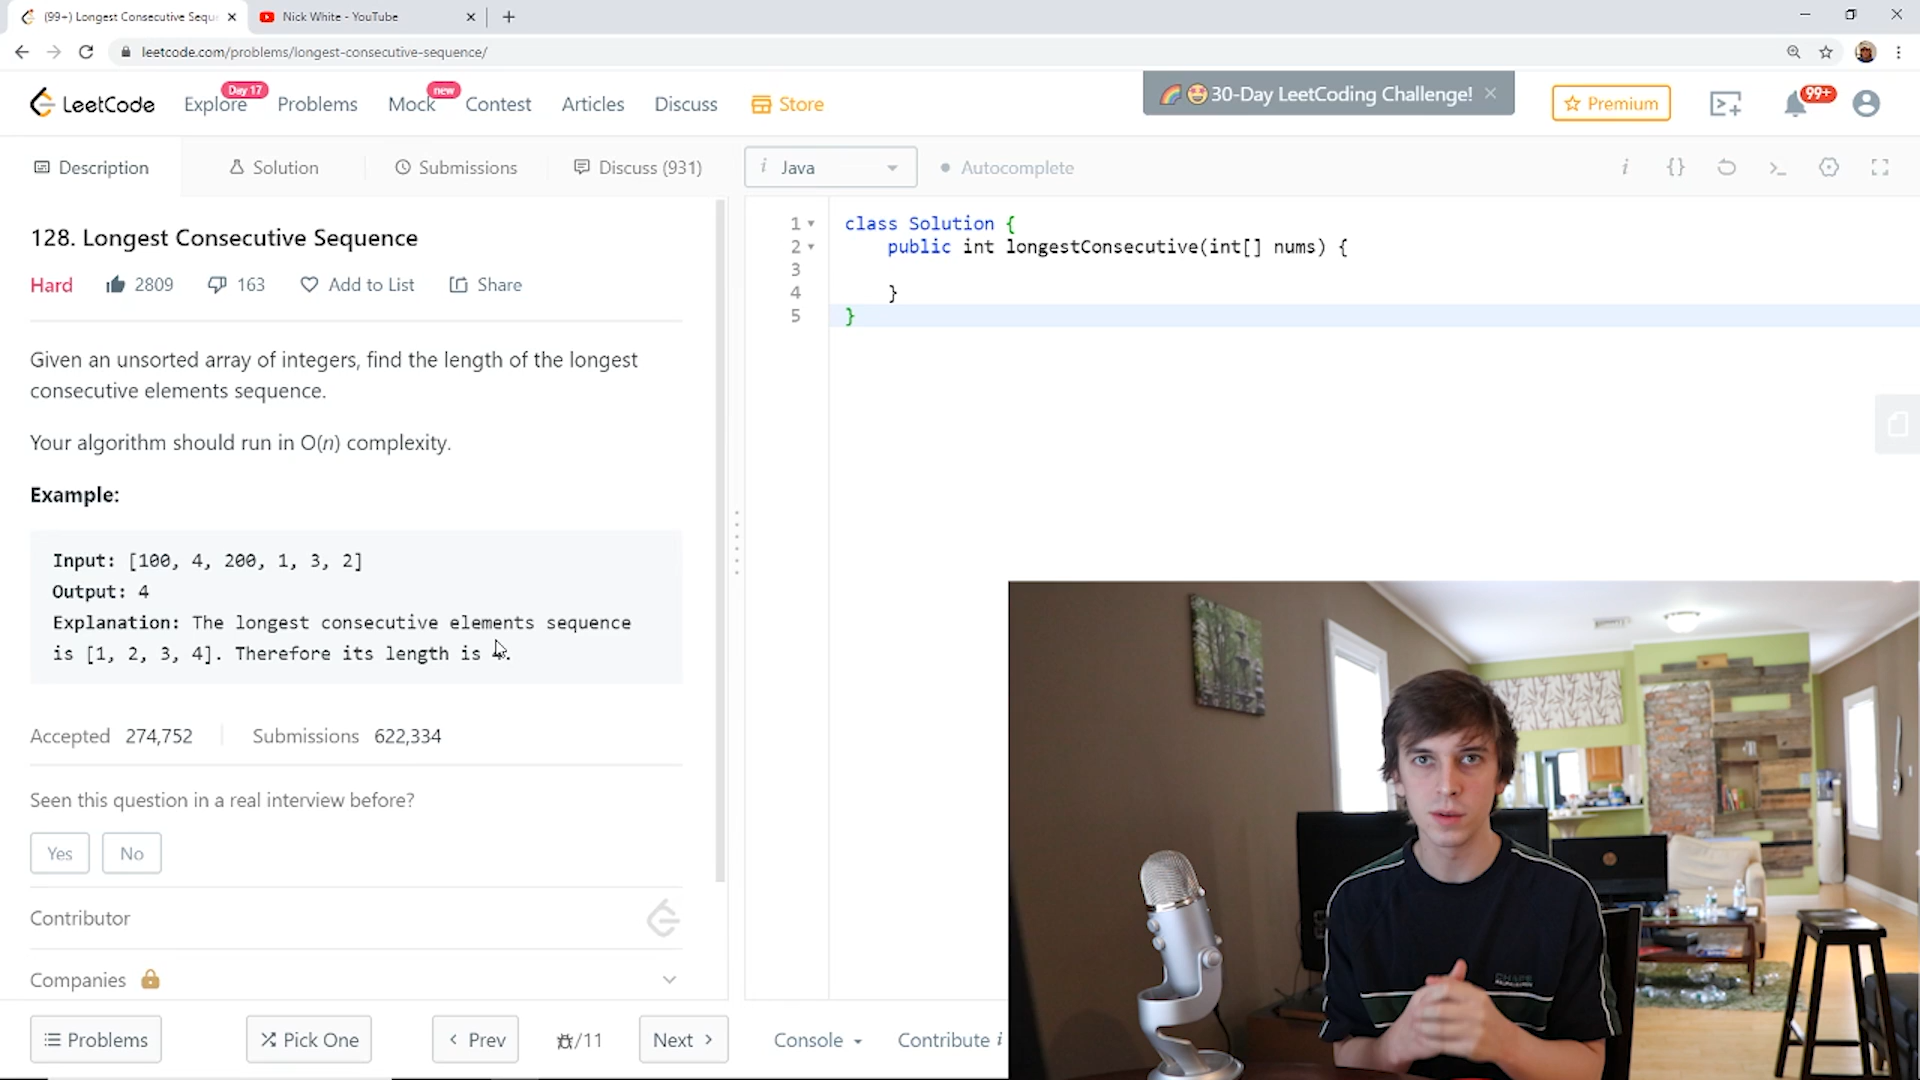 (99+) Longest Consecutive Sequ
Nick White - YouTube
leetcode.com/problems/longest-consecutive-sequence/
LeetCode
Explore
Day 17
Problems
Mock
new
Contest
Articles
Discuss
Store
30-Day LeetCoding Challenge!
Premium
99+
Description
Solution
Submissions
Discuss (931)
i Java
Autocomplete
128. Longest Consecutive Sequence
Hard
2809
163
Add to List
Share
Given an unsorted array of integers, find the length of the longest
consecutive elements sequence.
Your algorithm should run in O(n) complexity.
Example:
Input: [100, 4, 200, 1, 3, 2]
Output: 4
Explanation: The longest consecutive elements sequence
is [1, 2, 3, 4]. Therefore its length is 4.
Accepted 274,752
Submissions 622,334
Seen this question in a real interview before?
Yes
No
Contributor
Companies
Problems
Pick One
Prev
/11
Next
Console
Contribute i
1 class Solution {
2 public int longestConsecutive(int[] nums) {
3
4 }
5 }